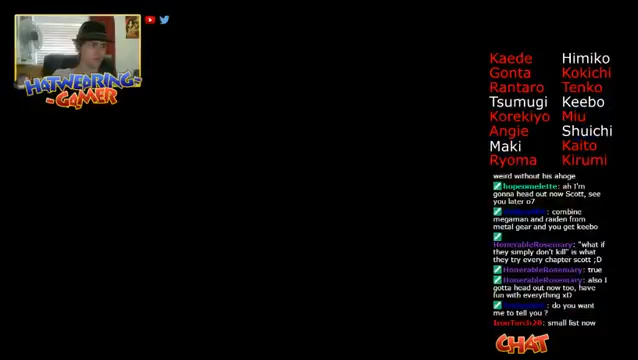 HATWEARING
-GAMER
Kaede Himiko
Gonta Kokichi
Rantaro Tenko
Tsumugi Keebo
Korekiyo Miu
Angie Shuichi
Maki Kaito
Ryoma Kirumi
weird without his ahoge
hopeomelette: ah I'm
gonna head out now Scott, see
you later o7
: combine
megaman and raiden from
metal gear and you get keebo
HonorableRosemary: "what if
they simply don't kill" is what
they try every chapter scott ;D
HonorableRosemary: true
HonorableRosemary: also I
gotta head out now too, have
fun with everything xD
: do you want
me to tell you ?
IronTorch28: small list now
CHAT